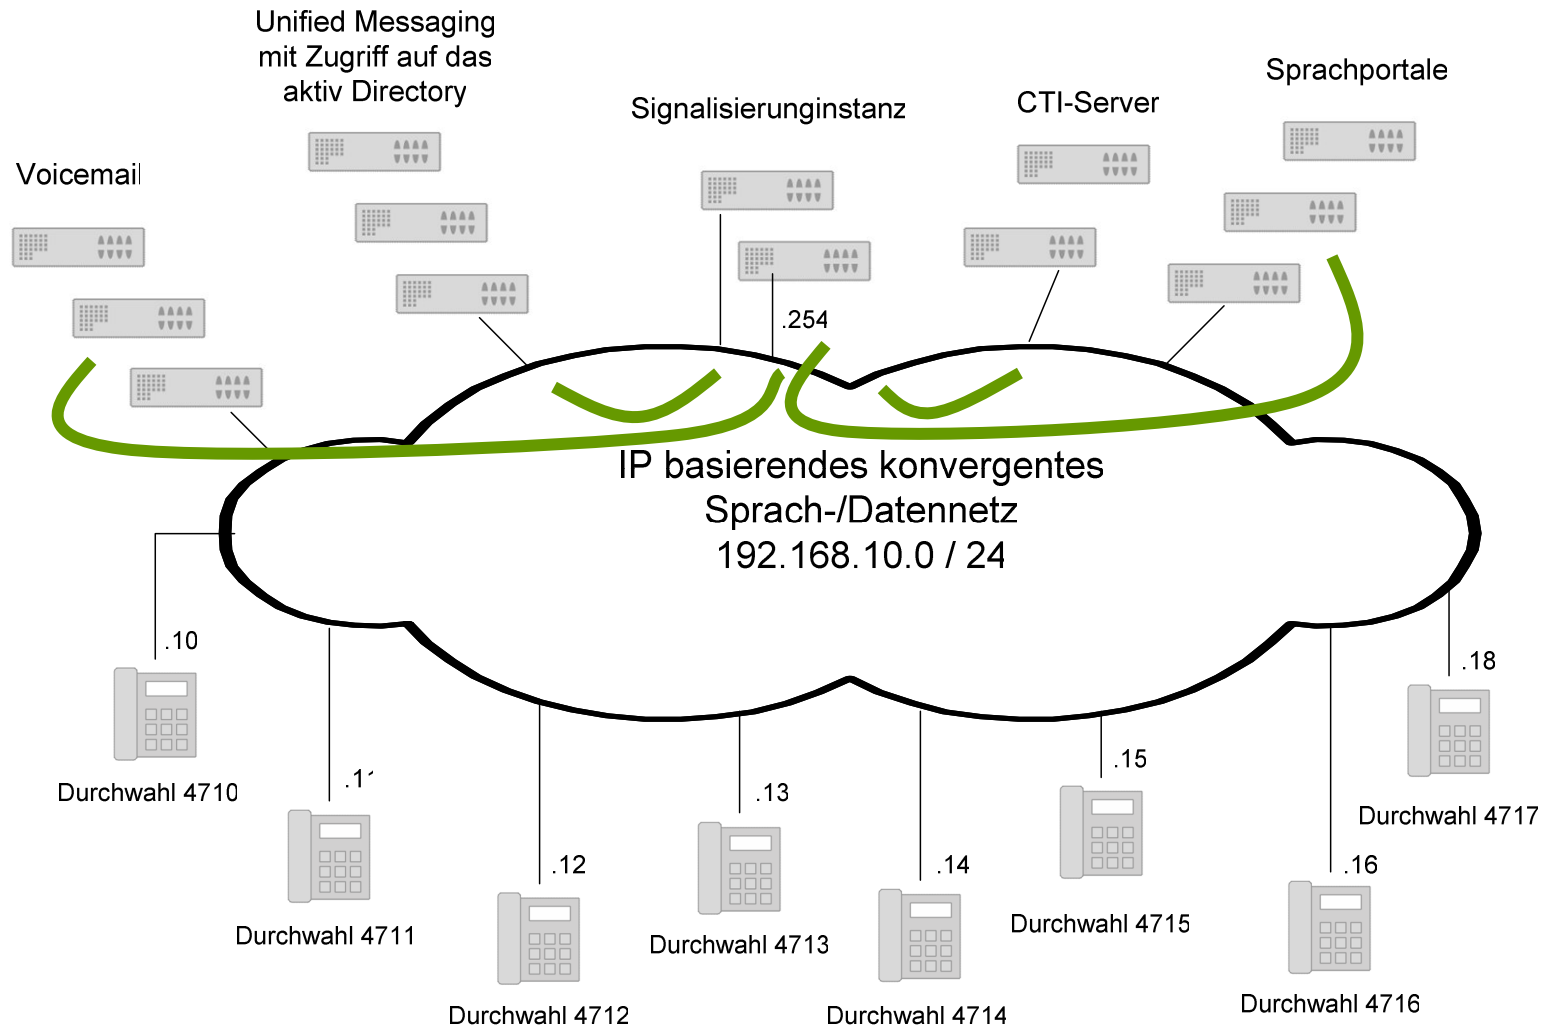 Unified Messaging
mit Zugriff auf das
aktiv Directory
Signalisierunginstanz
CTI-Server
Sprachportale
Voicemail
.254
IP basierendes konvergentes
Sprach-/Datennetz
192.168.10.0 / 24
.10
.11
.12
.13
.14
.15
.16
.18
Durchwahl 4710
Durchwahl 4711
Durchwahl 4712
Durchwahl 4713
Durchwahl 4714
Durchwahl 4715
Durchwahl 4716
Durchwahl 4717